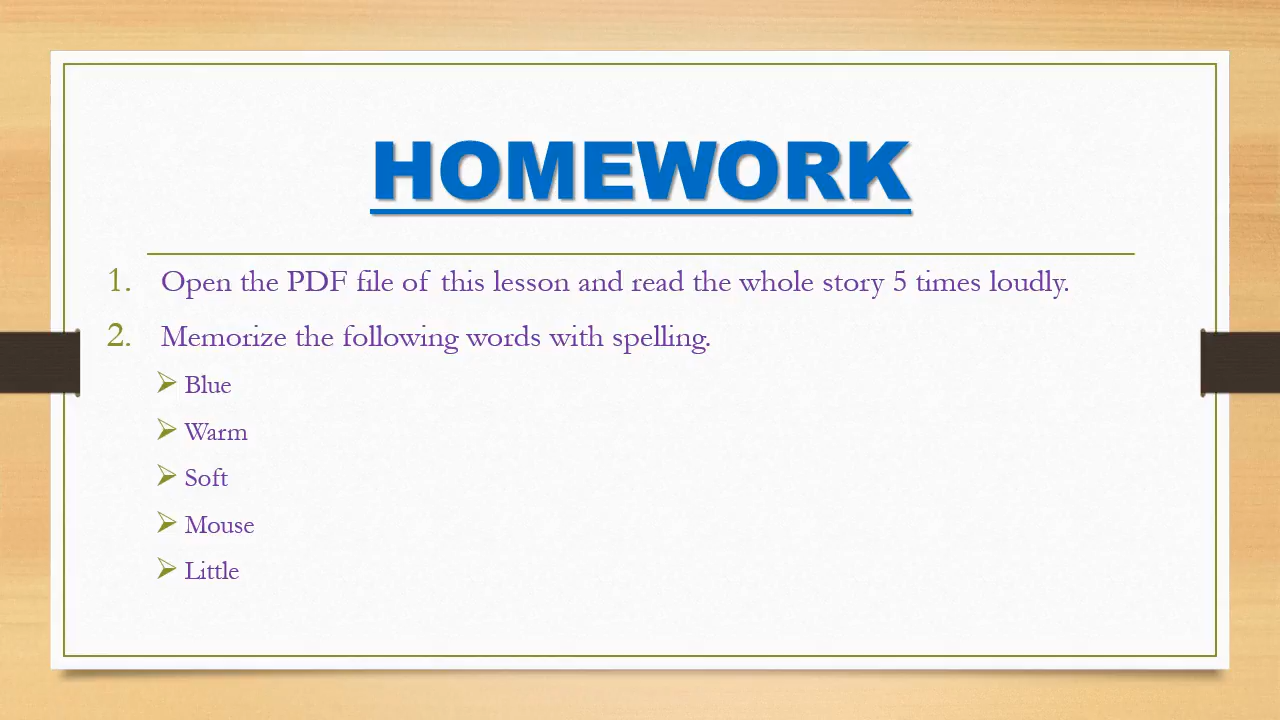 HOMEWORK
1. Open the PDF file of this lesson and read the whole story 5 times loudly.
2. Memorize the following words with spelling.
➢ Blue
➢ Warm
➢ Soft
➢ Mouse
➢ Little